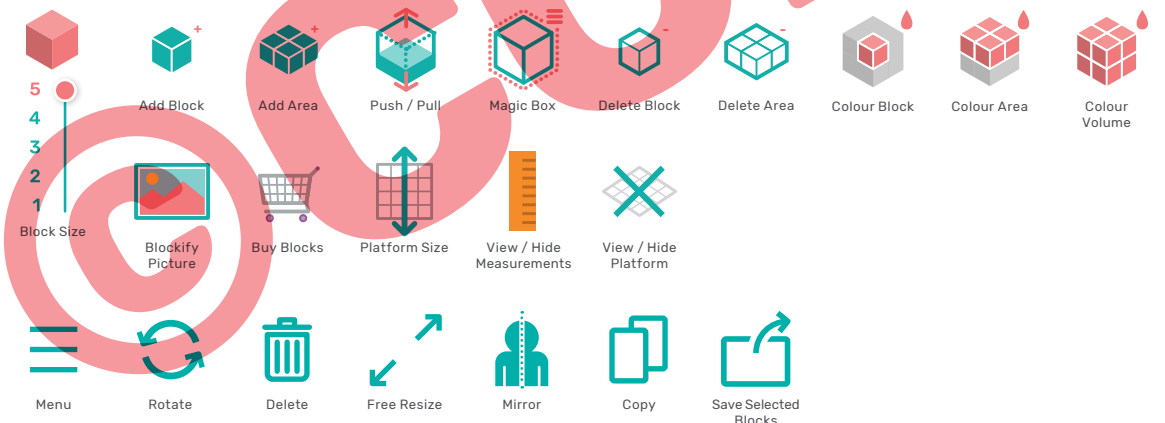 5
4
3
2
1
Block Size
Add Block
Add Area
Push / Pull
Magic Box
Delete Block
Delete Area
Colour Block
Colour Area
Colour
Volume
Blockify
Picture
Buy Blocks
Platform Size
View / Hide
Measurements
View / Hide
Platform
Menu
Rotate
Delete
Free Resize
Mirror
Copy
Save Selected
Blocks